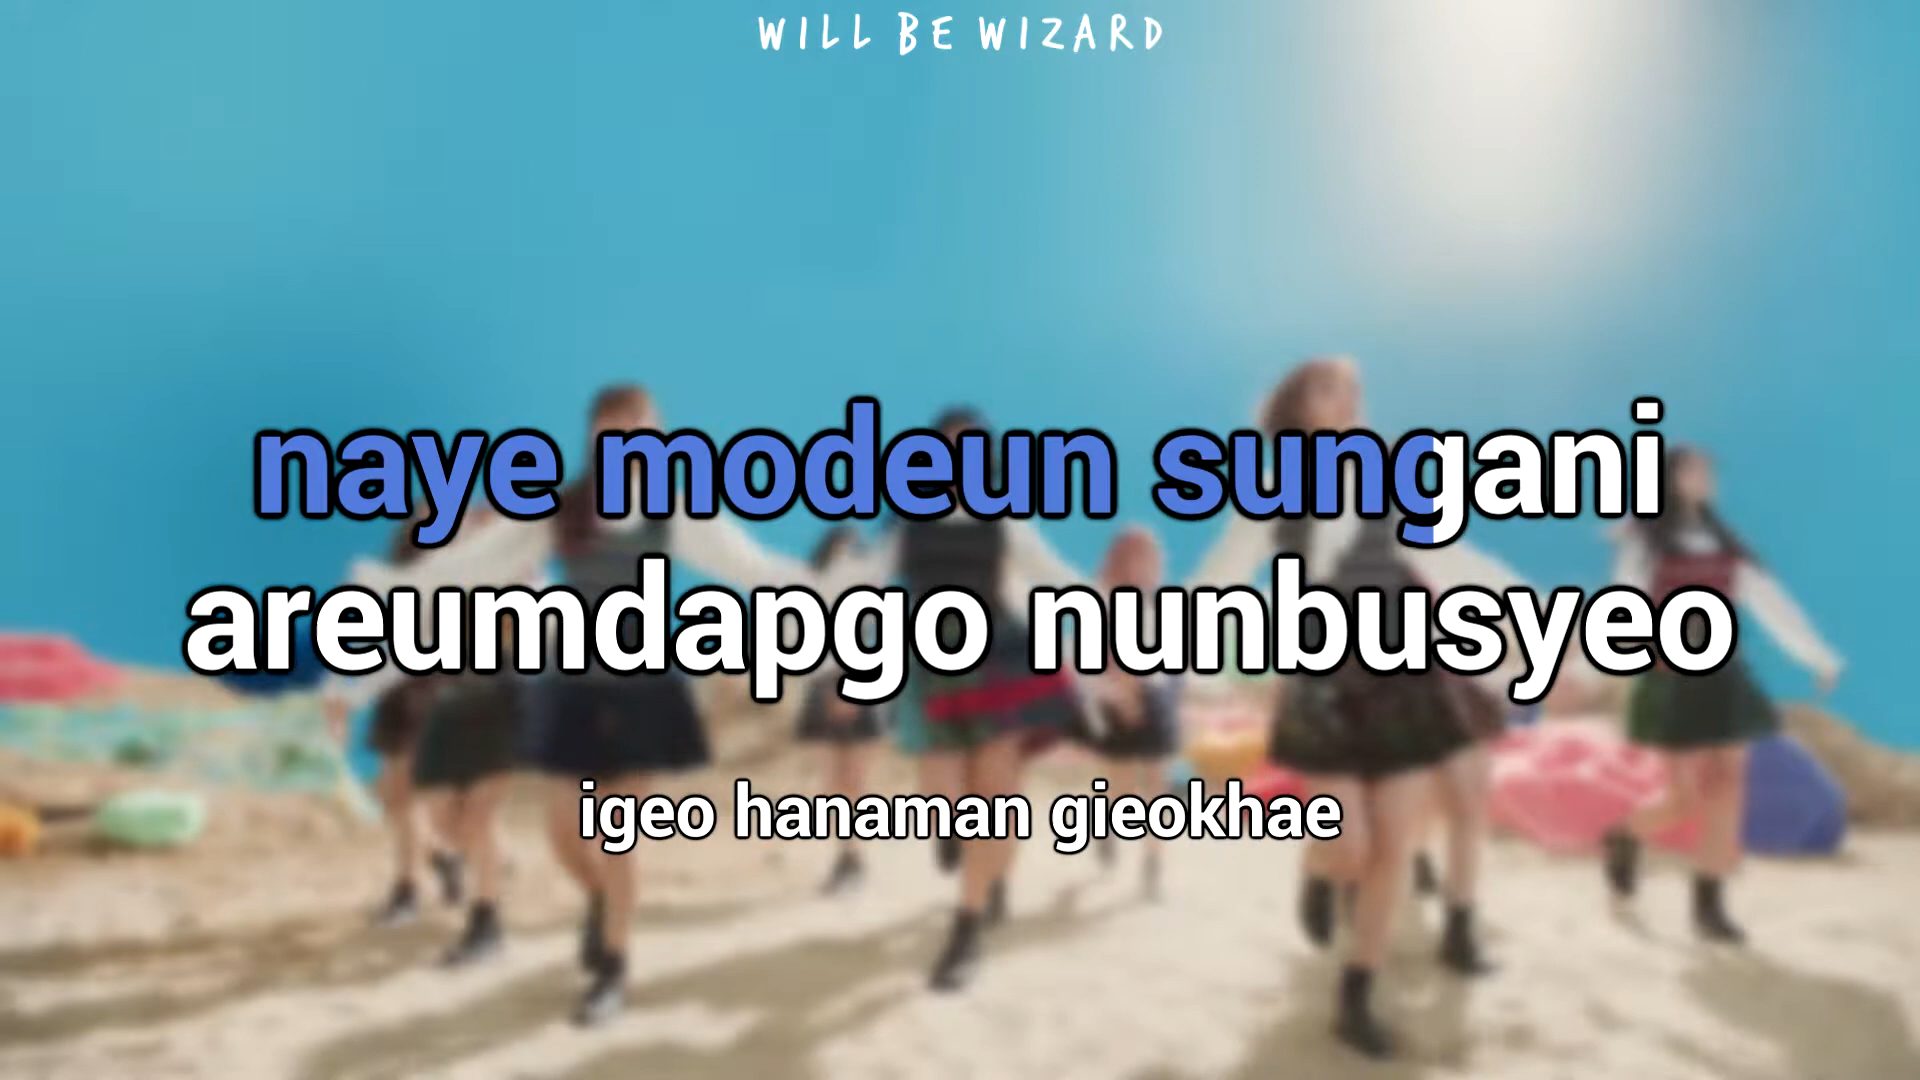 WILL BE WIZARD
naye modeun sungani
areumdapgo nunbusyeo
igeo hanaman gieokhae